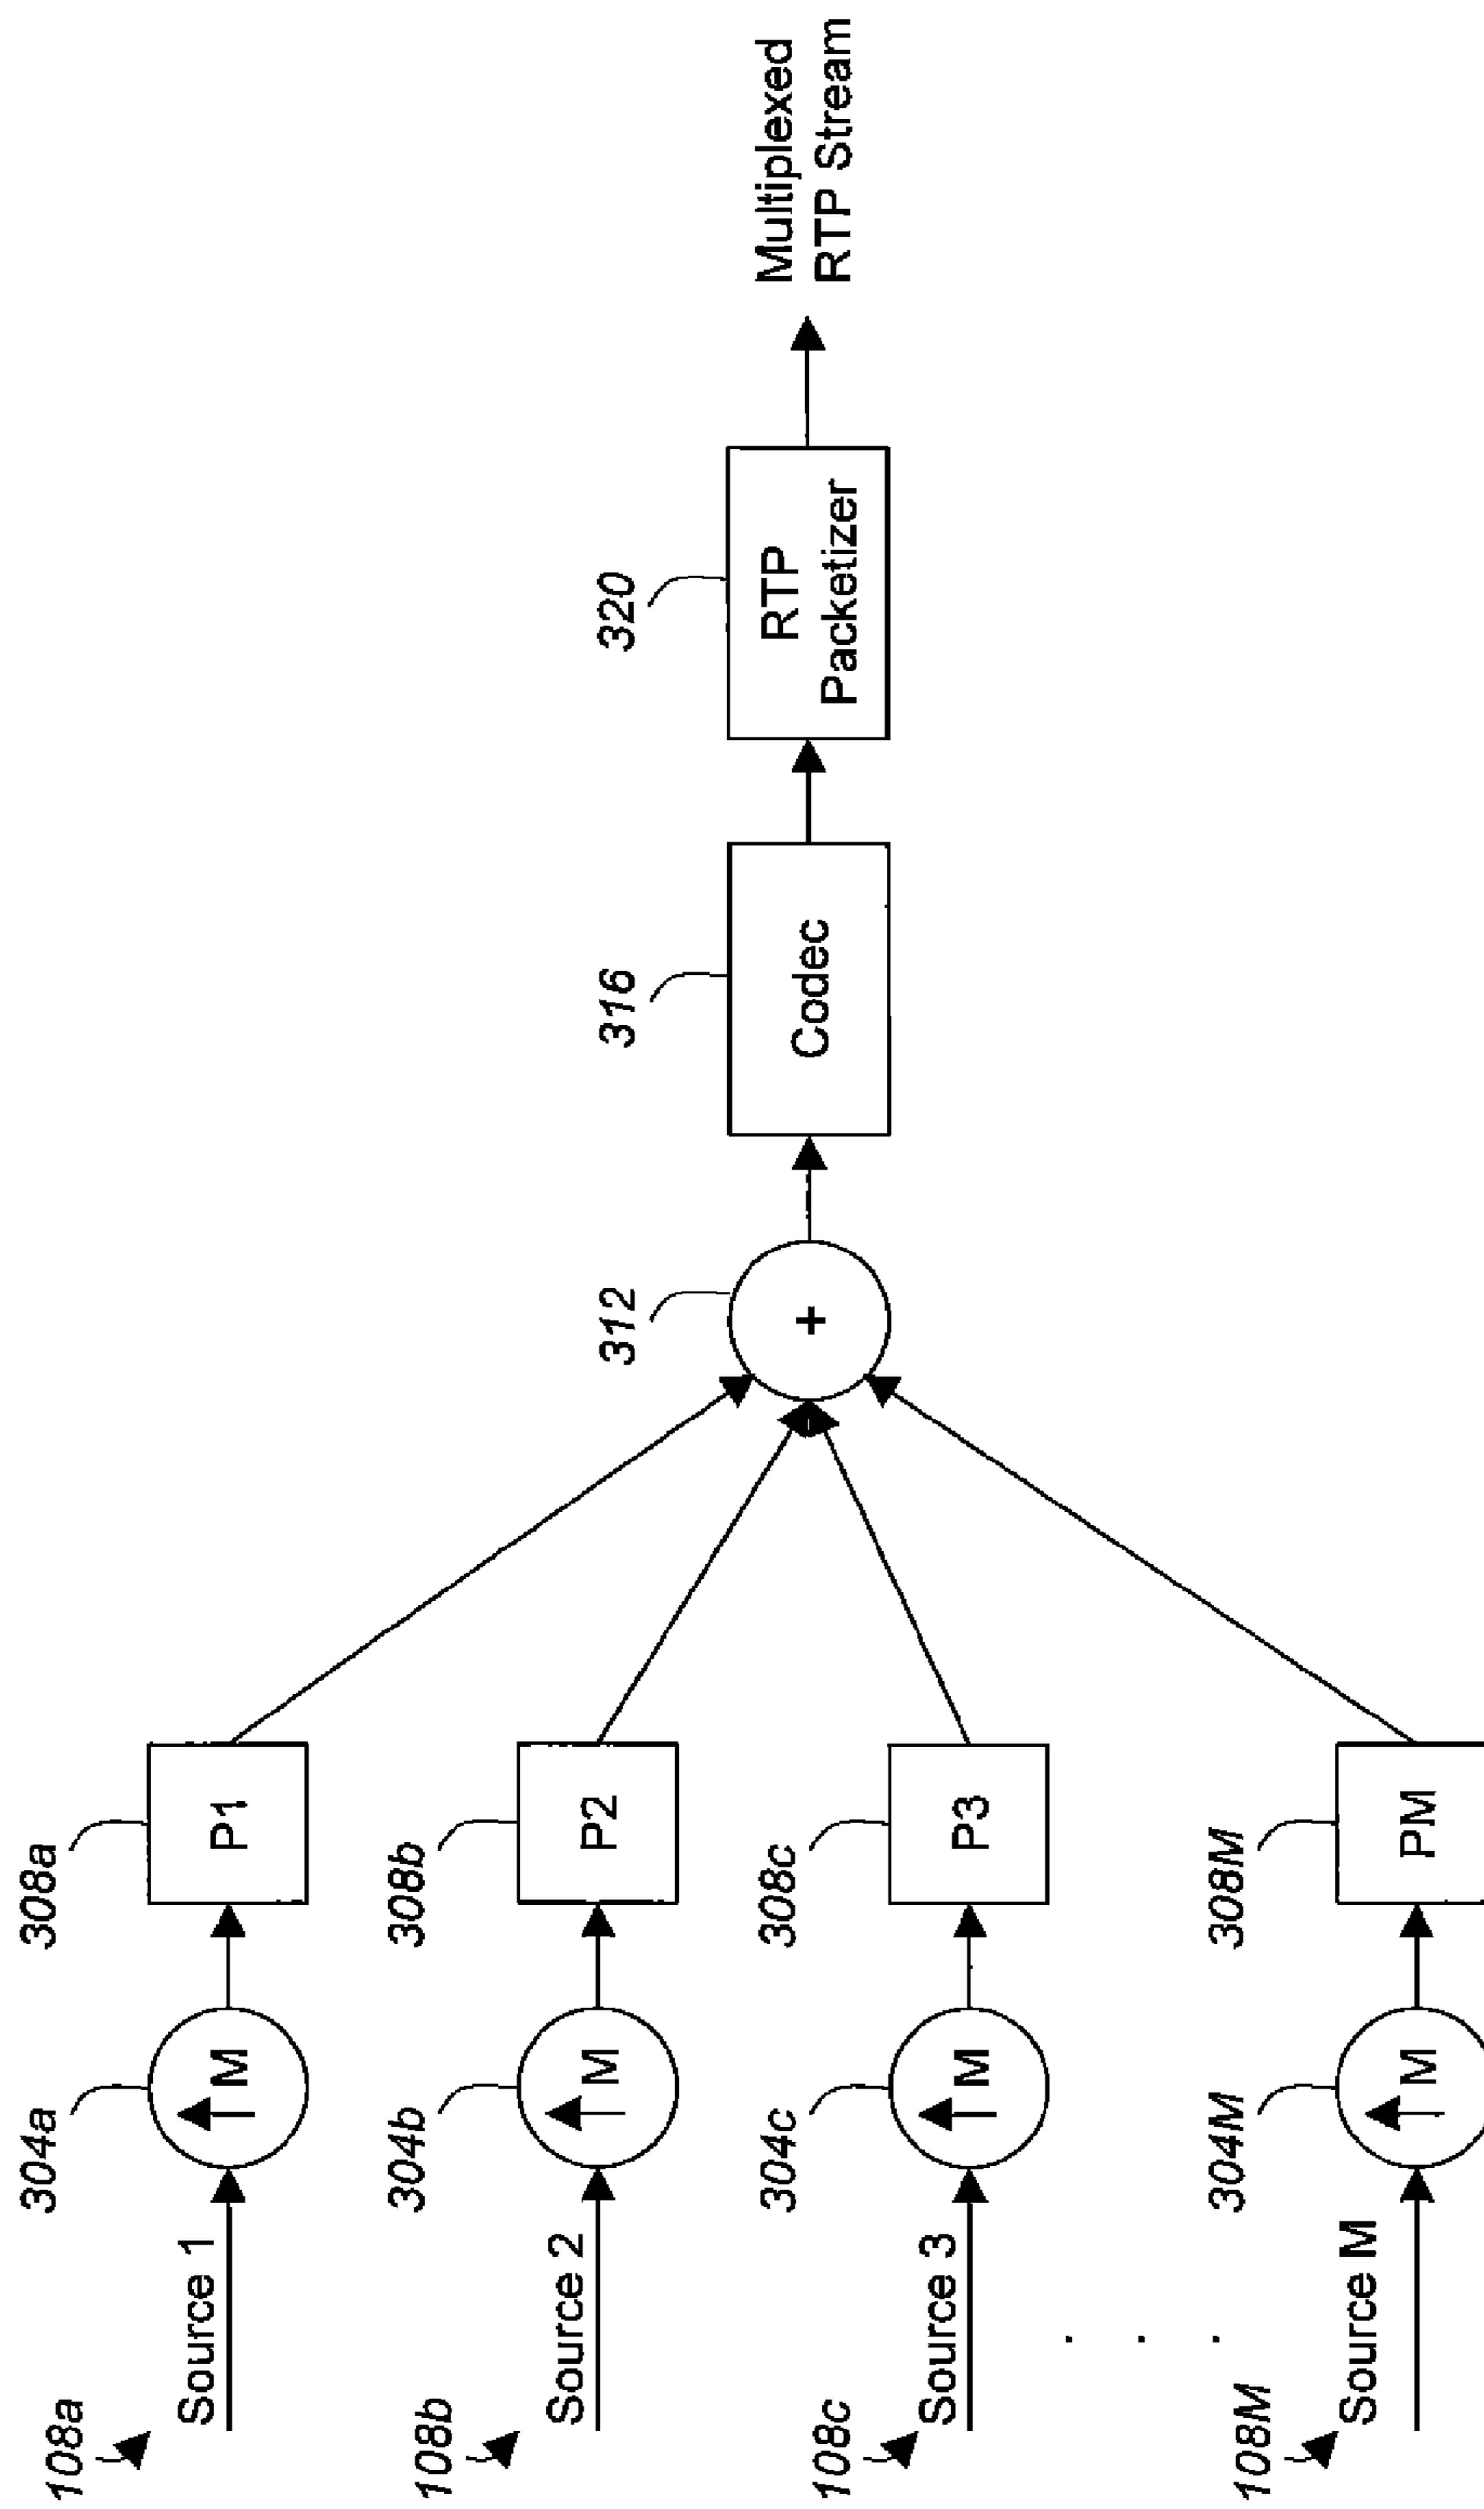 108a
Source 1
304a
M
308a
P1
108b
Source 2
304b
M
308b
P2
312
+
316
Codec
320
RTP
Packetizer
Multiplexed
RTP Stream
108c
Source 3
304c
M
308c
P3
. . .
108M
Source M
304M
M
308M
PM